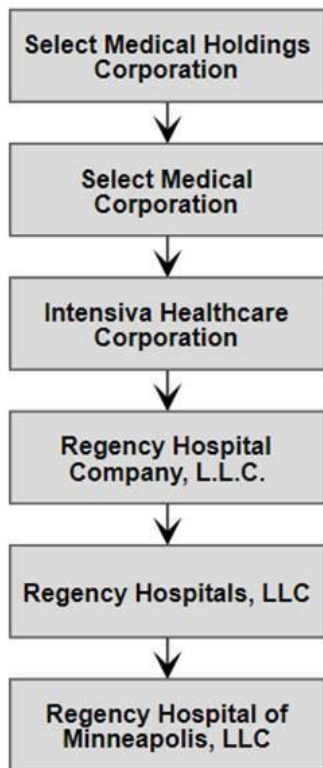 Select Medical Holdings
Corporation
Select Medical
Corporation
Intensiva Healthcare
Corporation
Regency Hospital
Company, L.L.C.
Regency Hospitals, LLC
Regency Hospital of
Minneapolis, LLC